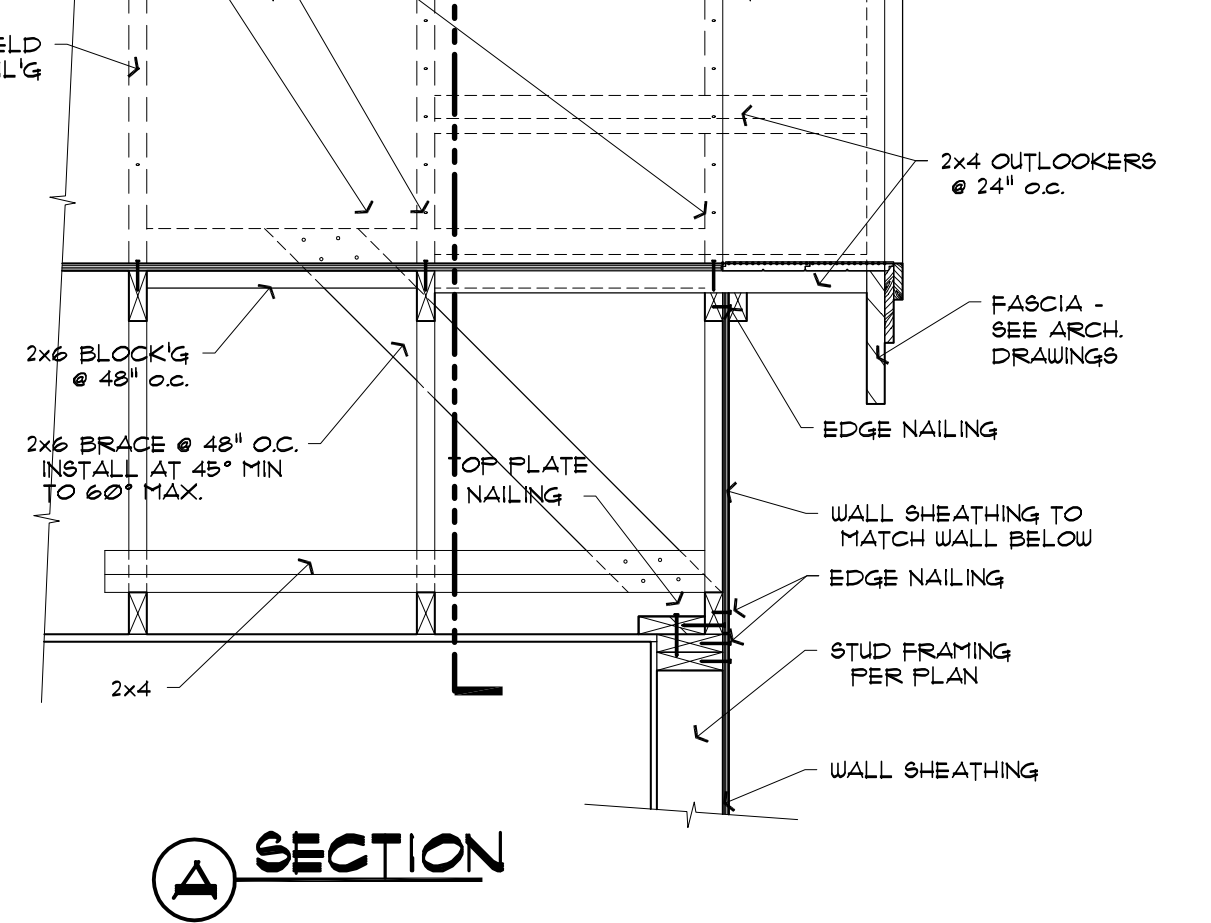 2x4 OUTLOOKERS
@ 24" O.C.
FASCIA -
SEE ARCH.
DRAWINGS
2x6 BLOCK'G
@ 48" O.C.
EDGE NAILING
2x6 BRACE @ 48" O.C.
INSTALL AT 45° MIN
TO 60° MAX.
TOP PLATE
NAILING
WALL SHEATHING TO
MATCH WALL BELOW
EDGE NAILING
STUD FRAMING
PER PLAN
2x4
WALL SHEATHING
A SECTION